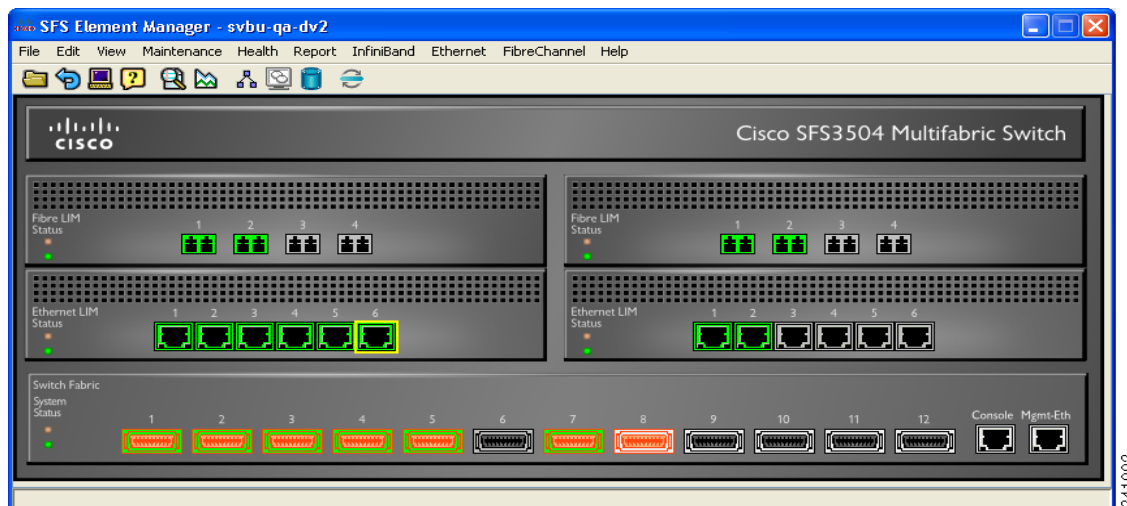 SFS Element Manager - svbu-qa-dv2
File Edit View Maintenance Health Report InfiniBand Ethernet FibreChannel Help
CISCO
Cisco SFS3504 Multifabric Switch
Fibre LIM
Status
1 2 3 4
Fibre LIM
Status
1 2 3 4
Ethernet LIM
Status
1 2 3 4 5 6
Ethernet LIM
Status
1 2 3 4 5 6
Switch Fabric
System
Status
1 2 3 4 5 6 7 8 9 10 11 12 Console Mgmt-Eth